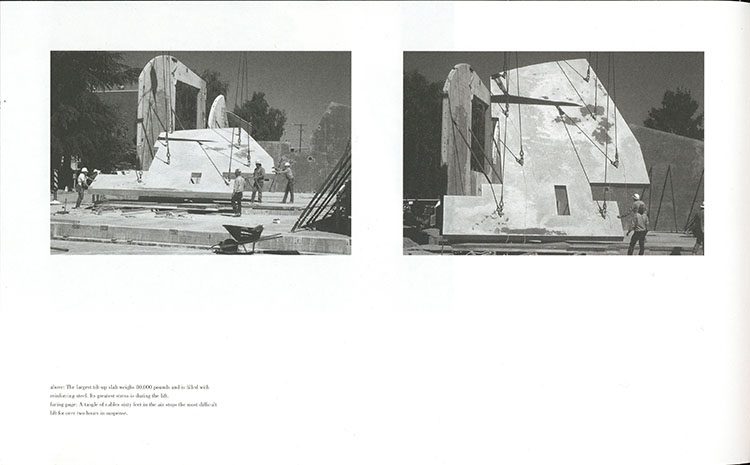 above: The largest tilt-up slab weighs 80,000 pounds and is filled with
reinforcing steel. Its greatest stress is during the lift.
facing page: A tangle of cables sixty feet in the air stops the most difficult
lift for over two hours in suspense.